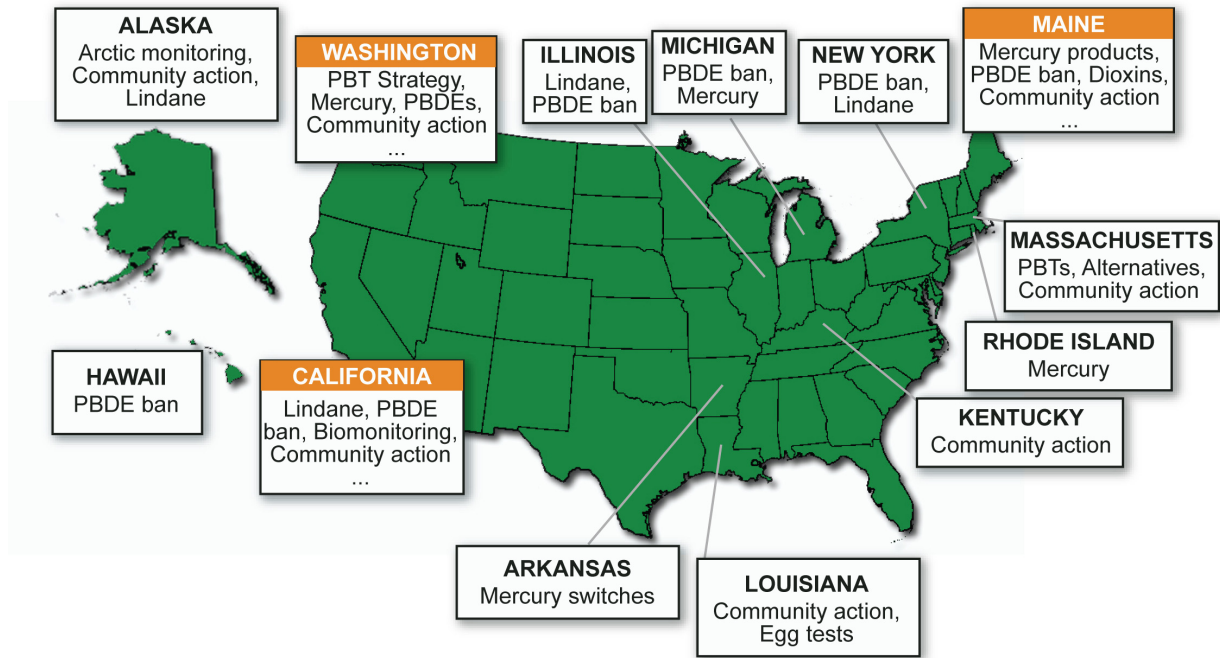 ALASKA
Arctic monitoring,
Community action,
Lindane
WASHINGTON
PBT Strategy,
Mercury, PBDEs,
Community action
...
ILLINOIS
Lindane,
PBDE ban
MICHIGAN
PBDE ban,
Mercury
NEW YORK
PBDE ban,
Lindane
MAINE
Mercury products,
PBDE ban, Dioxins,
Community action
...
MASSACHUSETTS
PBTs, Alternatives,
Community action
RHODE ISLAND
Mercury
HAWAII
PBDE ban
CALIFORNIA
Lindane, PBDE
ban, Biomonitoring,
Community action
...
KENTUCKY
Community action
ARKANSAS
Mercury switches
LOUISIANA
Community action,
Egg tests